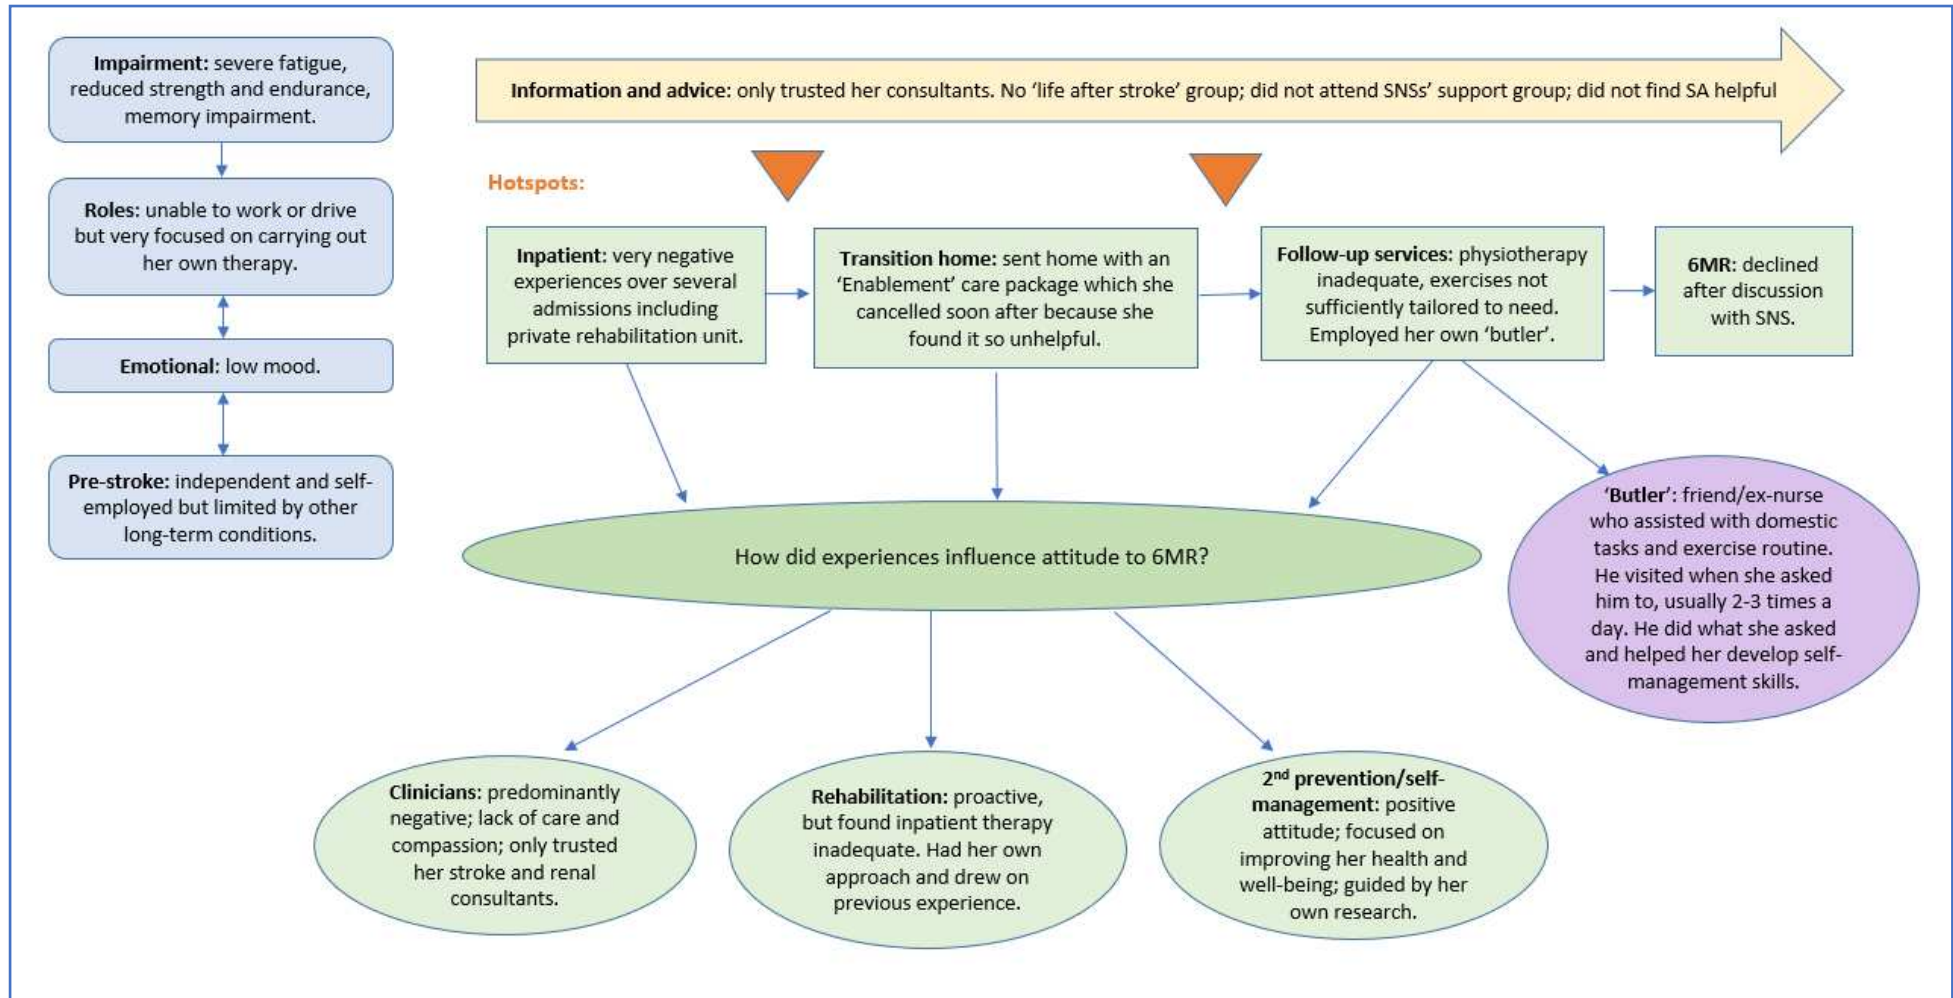 Impairment: severe fatigue,
reduced strength and endurance,
memory impairment.
Roles: unable to work or drive
but very focused on carrying out
her own therapy.
Emotional: low mood.
Pre-stroke: independent and self-
employed but limited by other
long-term conditions.
Information and advice: only trusted her consultants. No ‘life after stroke’ group; did not attend SNSs’ support group; did not find SA helpful
Hotspots:
Inpatient: very negative
experiences over several
admissions including
private rehabilitation unit.
Transition home: sent home with an
‘Enablement’ care package which she
cancelled soon after because she
found it so unhelpful.
Follow-up services: physiotherapy
inadequate, exercises not
sufficiently tailored to need.
Employed her own ‘butler’.
6MR: declined
after discussion
with SNS.
How did experiences influence attitude to 6MR?
‘Butler’: friend/ex-nurse
who assisted with domestic
tasks and exercise routine.
He visited when she asked
him to, usually 2-3 times a
day. He did what she asked
and helped her develop self-
management skills.
Clinicians: predominantly
negative; lack of care and
compassion; only trusted
her stroke and renal
consultants.
Rehabilitation: proactive,
but found inpatient therapy
inadequate. Had her own
approach and drew on
previous experience.
2nd prevention/self-
management: positive
attitude; focused on
improving her health and
well-being; guided by her
own research.